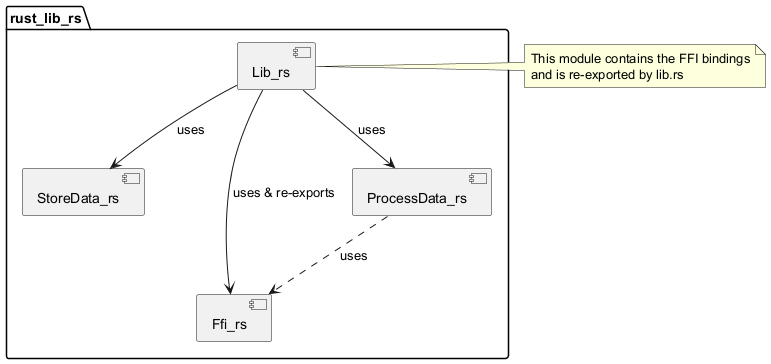 rust_lib_rs
Lib_rs
This module contains the FFI bindings
and is re-exported by lib.rs
uses
uses
StoreData_rs
uses & re-exports
ProcessData_rs
uses
Ffi_rs